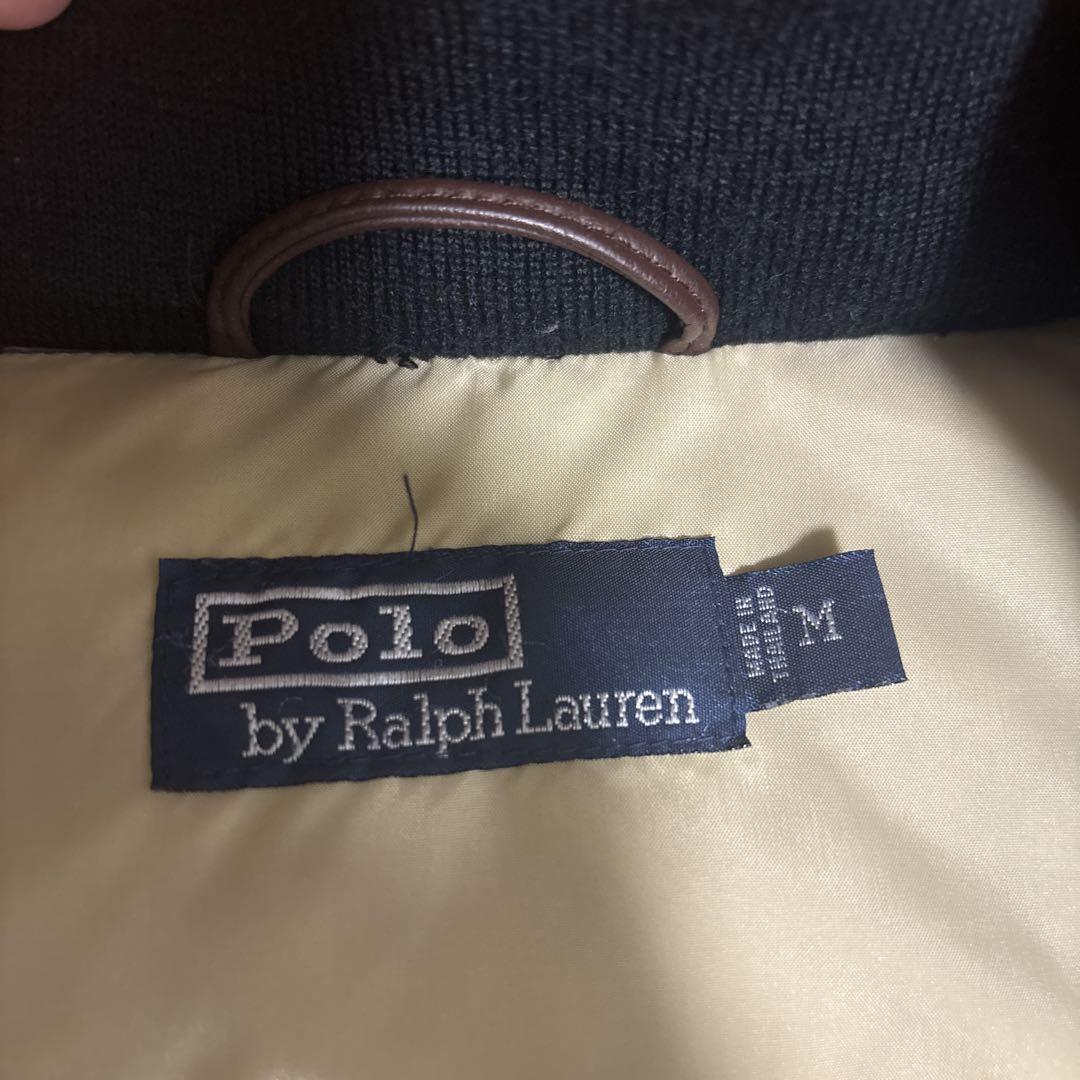 Polo
by Ralph Lauren
MADE IN
THAILAND
M